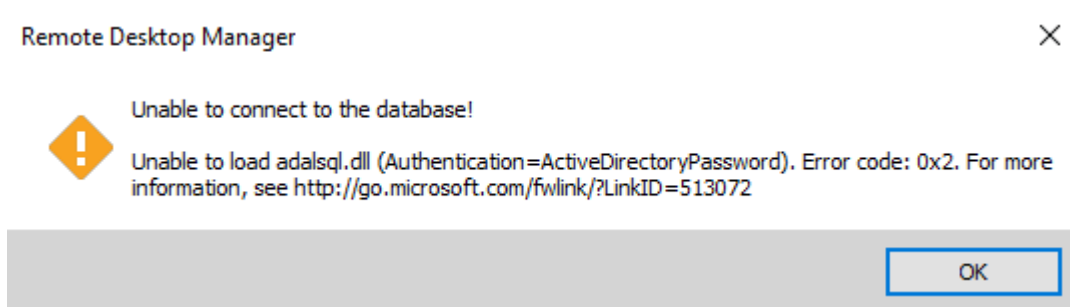 Remote Desktop Manager
Unable to connect to the database!
Unable to load adalsql.dll (Authentication=ActiveDirectoryPassword). Error code: 0x2. For more
information, see http://go.microsoft.com/fwlink/?LinkID=513072
OK